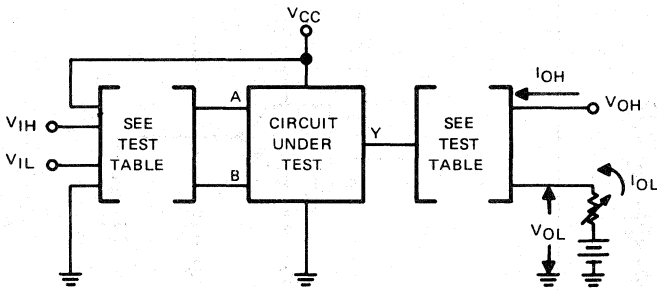 VCC
A
IOH
VIH
SEE
TEST
TABLE
CIRCUIT
UNDER
TEST
Y
SEE
TEST
TABLE
VOH
VIL
B
VOL
IOL